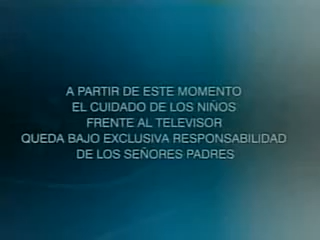 A PARTIR DE ESTE MOMENTO
EL CUIDADO DE LOS NIÑOS
FRENTE AL TELEVISOR
QUEDA BAJO EXCLUSIVA RESPONSABILIDAD
DE LOS SEÑORES PADRES